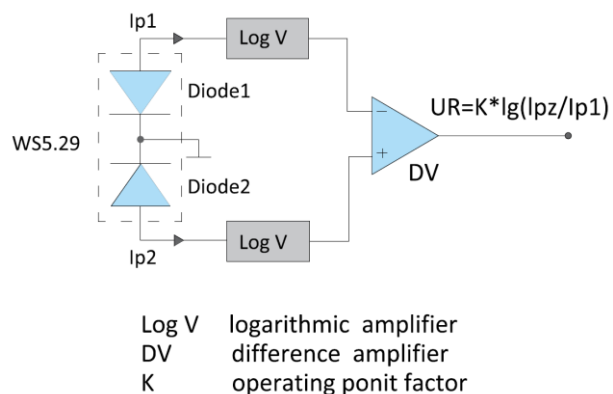 Ip1
Log V
Diode1
UR=K*lg(Ipz/Ip1)
−
WS5.29
+
DV
Diode2
Log V
Ip2
Log V logarithmic amplifier
DV difference amplifier
K operating ponit factor